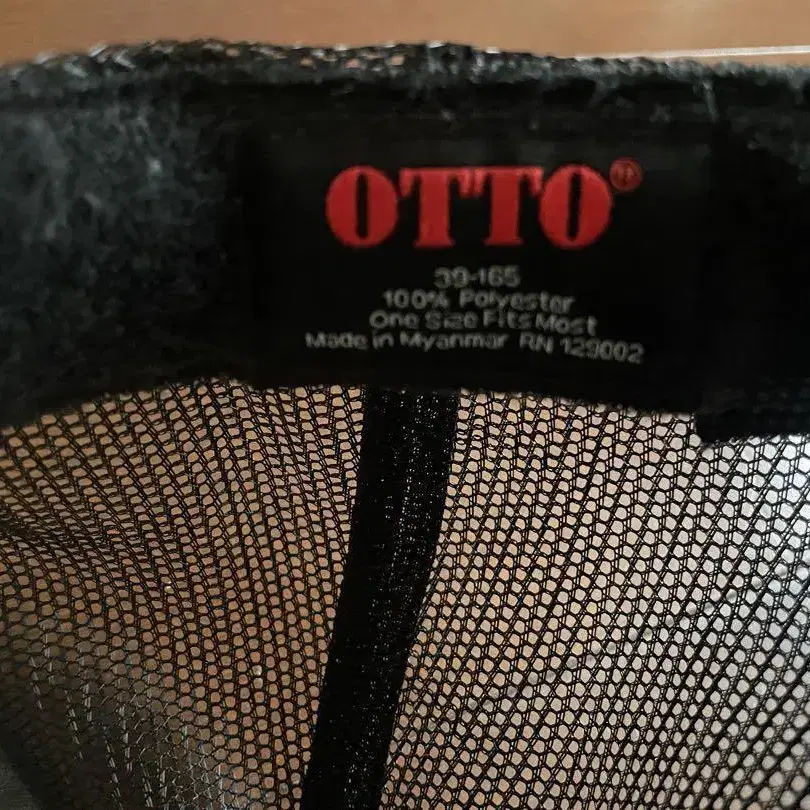 OTTO®
39-165
100% Polyester
One Size Fits Most
Made in Myanmar RN 129002